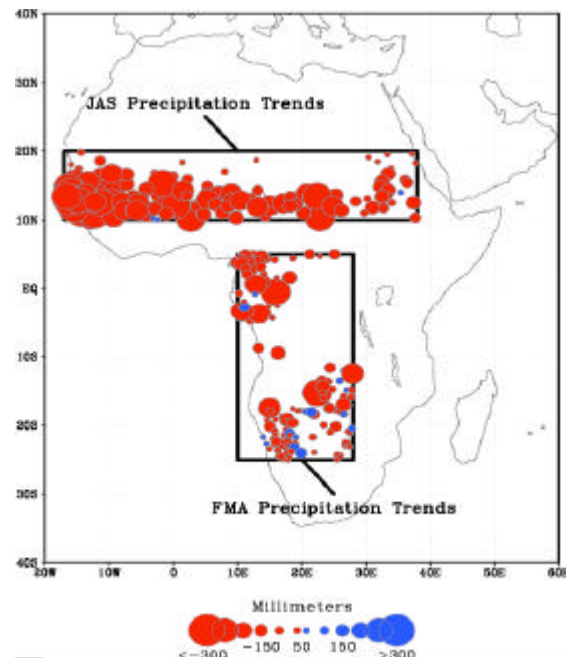 40N
30N
JAS Precipitation Trends
20N
10N
EQ
10S
20S
30S
FMA Precipitation Trends
40S
20W 10W 0 10E 20E 30E 40E 50E 60E
Millimeters
<-300 -150 50 150 >300